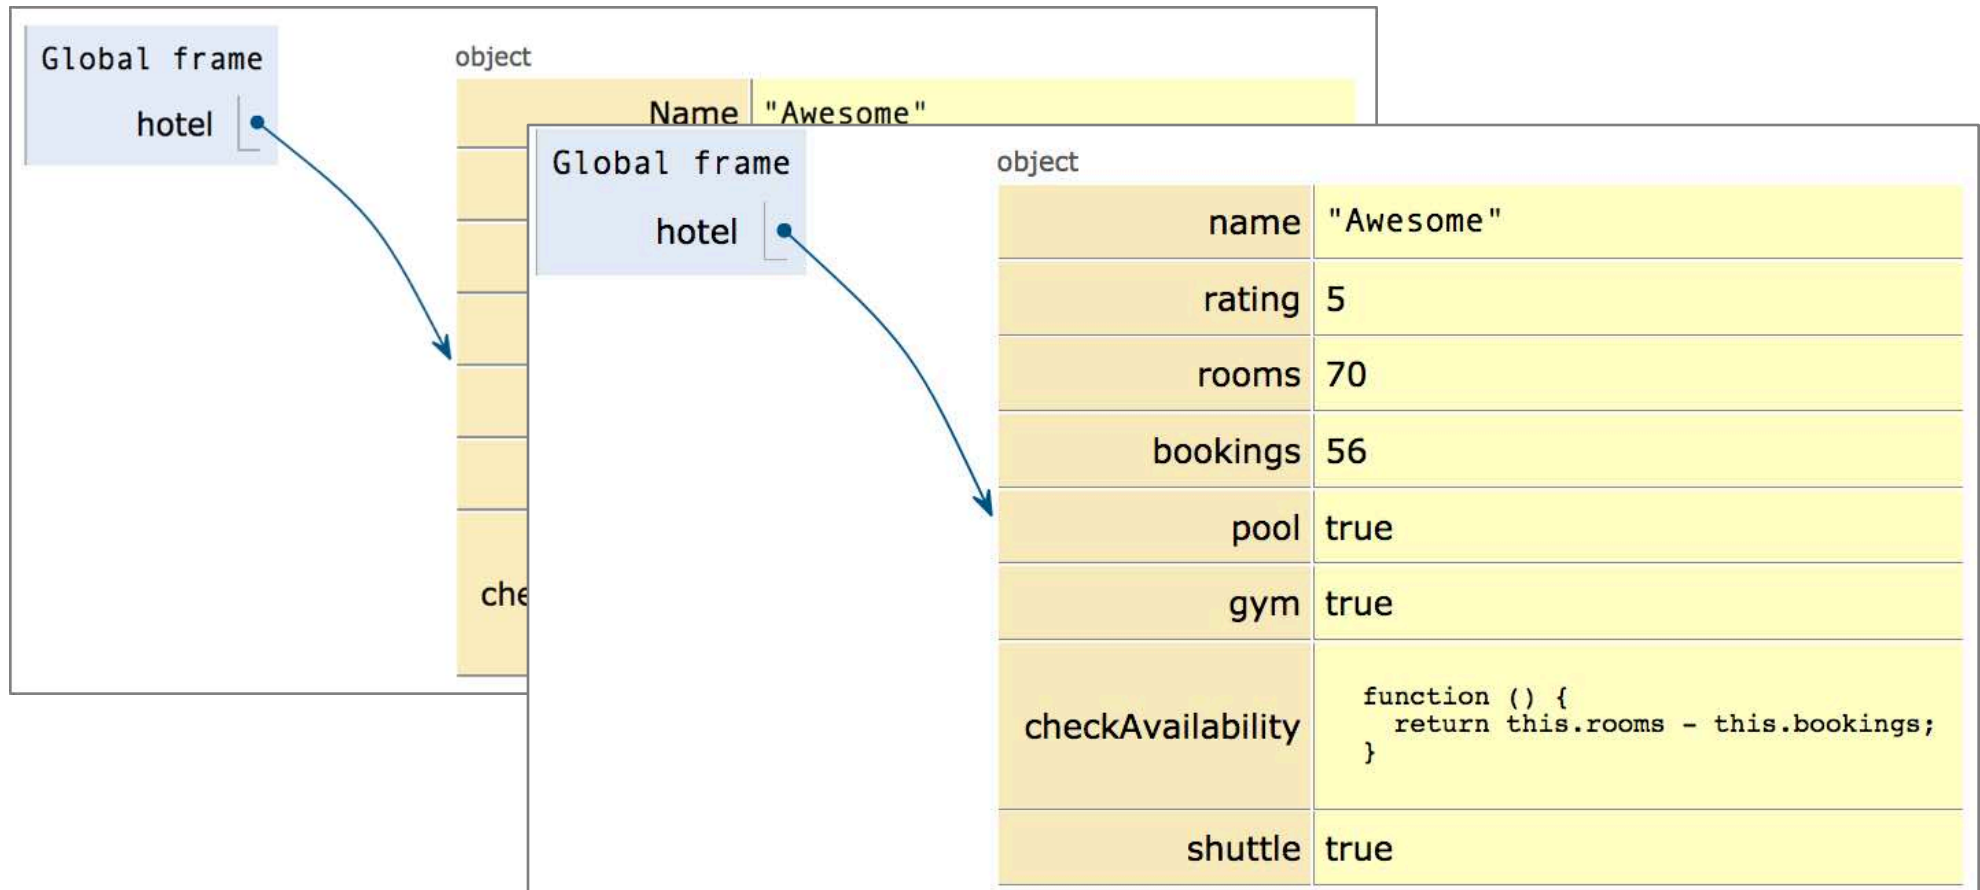 Global frame
hotel
object
Name "Awesome"
Global frame
hotel
object
name "Awesome"
rating 5
rooms 70
bookings 56
pool true
gym true
checkAvailability
function () {
return this.rooms - this.bookings;
}
shuttle true